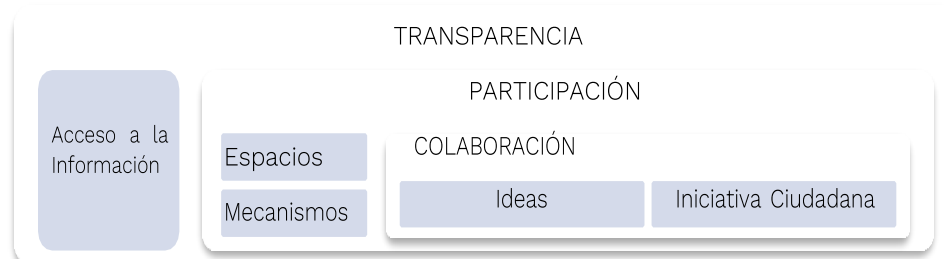 TRANSPARENCIA
Acceso a la
Información
PARTICIPACIÓN
Espacios
Mecanismos
COLABORACIÓN
Ideas
Iniciativa Ciudadana